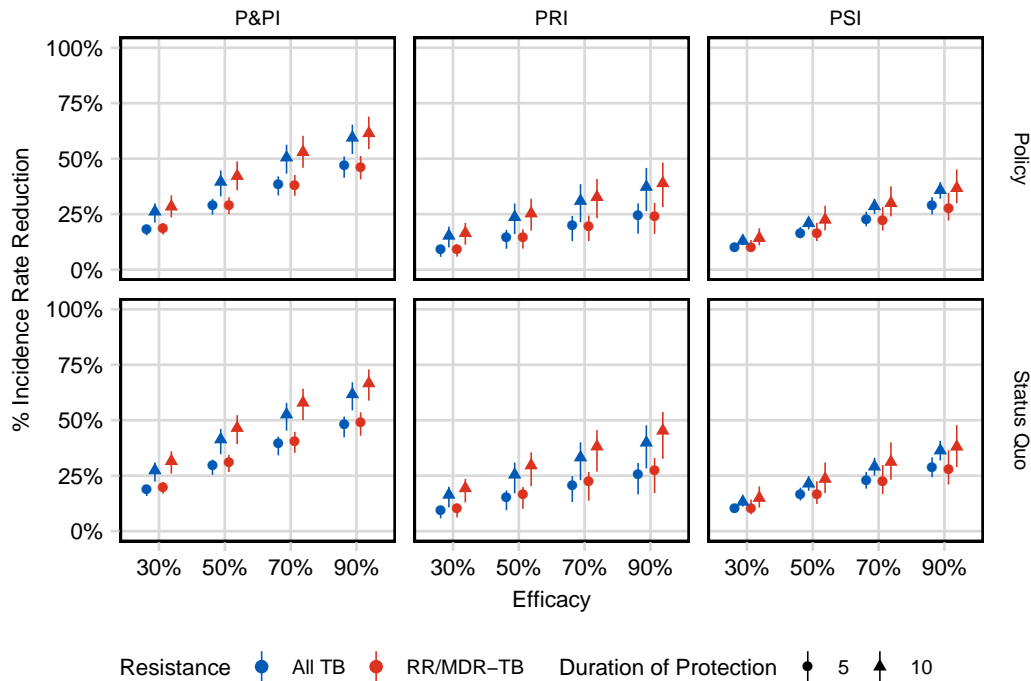 P&PI PRI PSI
100%
75%
50%
25%
0%
Policy
100%
75%
50%
25%
0%
Status Quo
% Incidence Rate Reduction
30% 50% 70% 90% 30% 50% 70% 90% 30% 50% 70% 90%
Efficacy
Resistance All TB RR/MDR−TB Duration of Protection 5 10